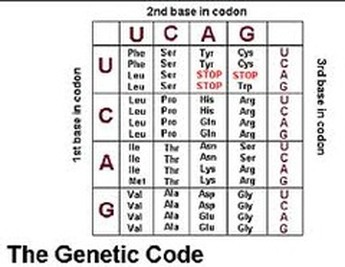 2nd base in codon
U C A G
1st base in codon
3rd base in codon
U
Phe Ser Tyr Cys U
Phe Ser Tyr Cys C
Leu Ser STOP STOP A
Leu Ser STOP Trp G
C
Leu Pro His Arg U
Leu Pro His Arg C
Leu Pro Gln Arg A
Leu Pro Gln Arg G
A
Ile Thr Asn Ser U
Ile Thr Asn Ser C
Ile Thr Lys Arg A
Met Thr Lys Arg G
G
Val Ala Asp Gly U
Val Ala Asp Gly C
Val Ala Glu Gly A
Val Ala Glu Gly G
The Genetic Code